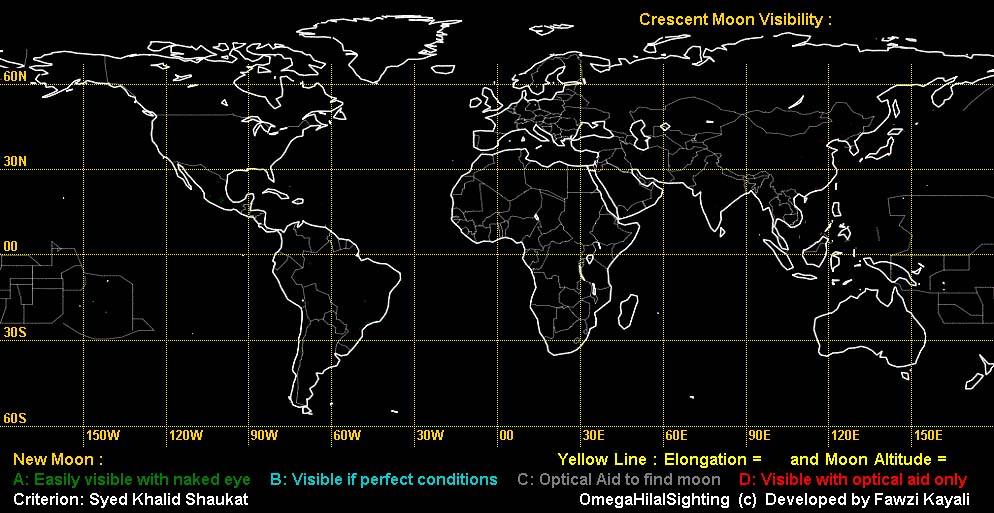 Crescent Moon Visibility :
60N
30N
00
30S
60S
150W 120W 90W 60W 30W 00 30E 60E 90E 120E 150E
New Moon : Yellow Line : Elongation = and Moon Altitude =
A: Easily visible with naked eye B: Visible if perfect conditions C: Optical Aid to find moon D: Visible with optical aid only
Criterion: Syed Khalid Shaukat OmegaHilalSighting (c) Developed by Fawzi Kayali